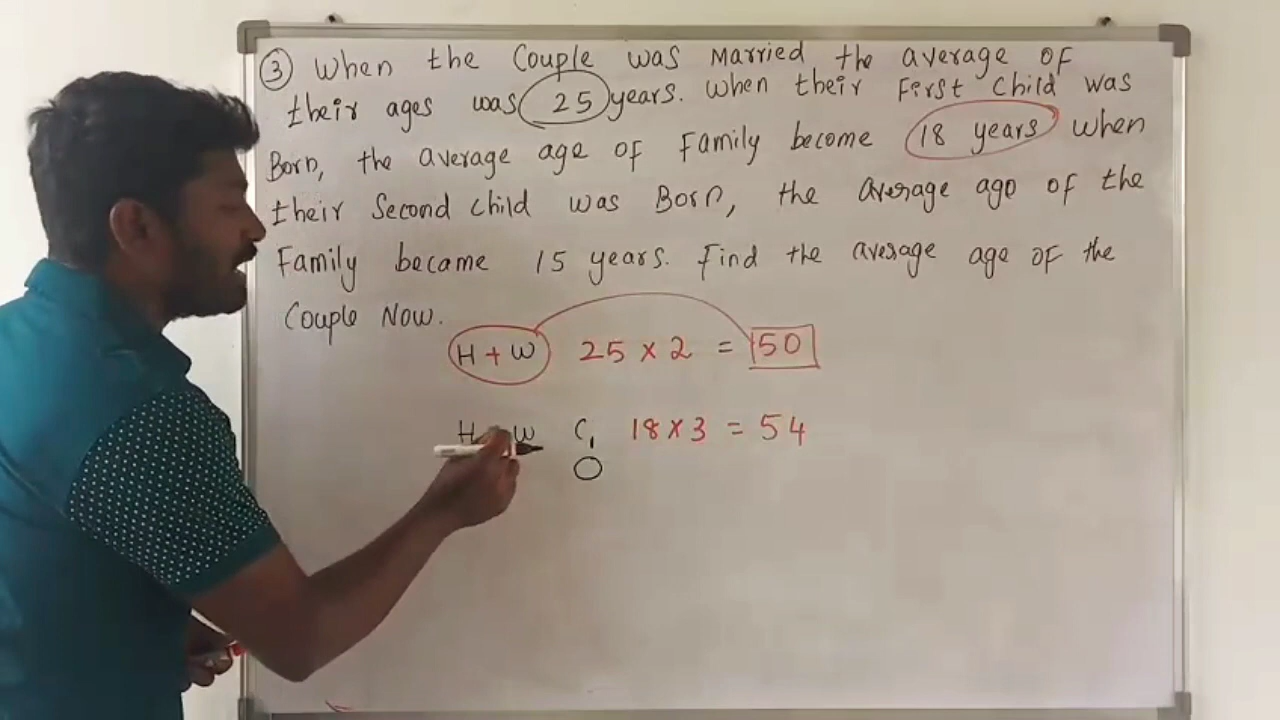 ③ When the Couple was Married, the average of
their ages was 25 years. When their First Child was
Born, the average age of Family become 18 years When
their Second child was Born, the average age of the
Family became 15 years. Find the average age of the
Couple Now.
H + W 25 × 2 = 50
H W C₁ 18 × 3 = 54
O